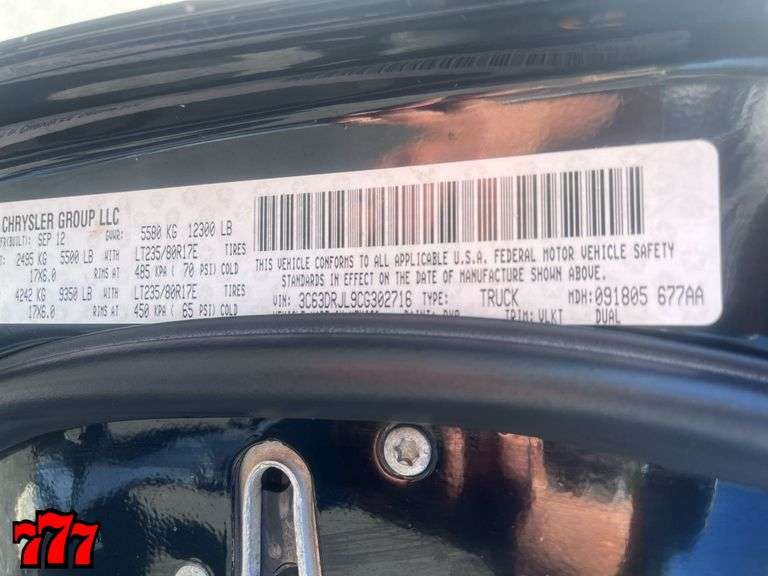 CHRYSLER GROUP LLC
(BUILT): SEP 12 GVWR: 5580 KG 12300 LB
2495 KG 5500 LB WITH LT235/80R17E TIRES
17X6.0 RIMS AT 485 KPA ( 70 PSI) COLD
4242 KG 9350 LB WITH LT235/80R17E TIRES
17X6.0 RIMS AT 450 KPA ( 65 PSI) COLD
THIS VEHICLE CONFORMS TO ALL APPLICABLE U.S.A. FEDERAL MOTOR VEHICLE SAFETY
STANDARDS IN EFFECT ON THE DATE OF MANUFACTURE SHOWN ABOVE.
VIN: 3C63DRJL9CG302716 TYPE: TRUCK MDH: 091805 677AA
TRIM: VLKT DUAL
777